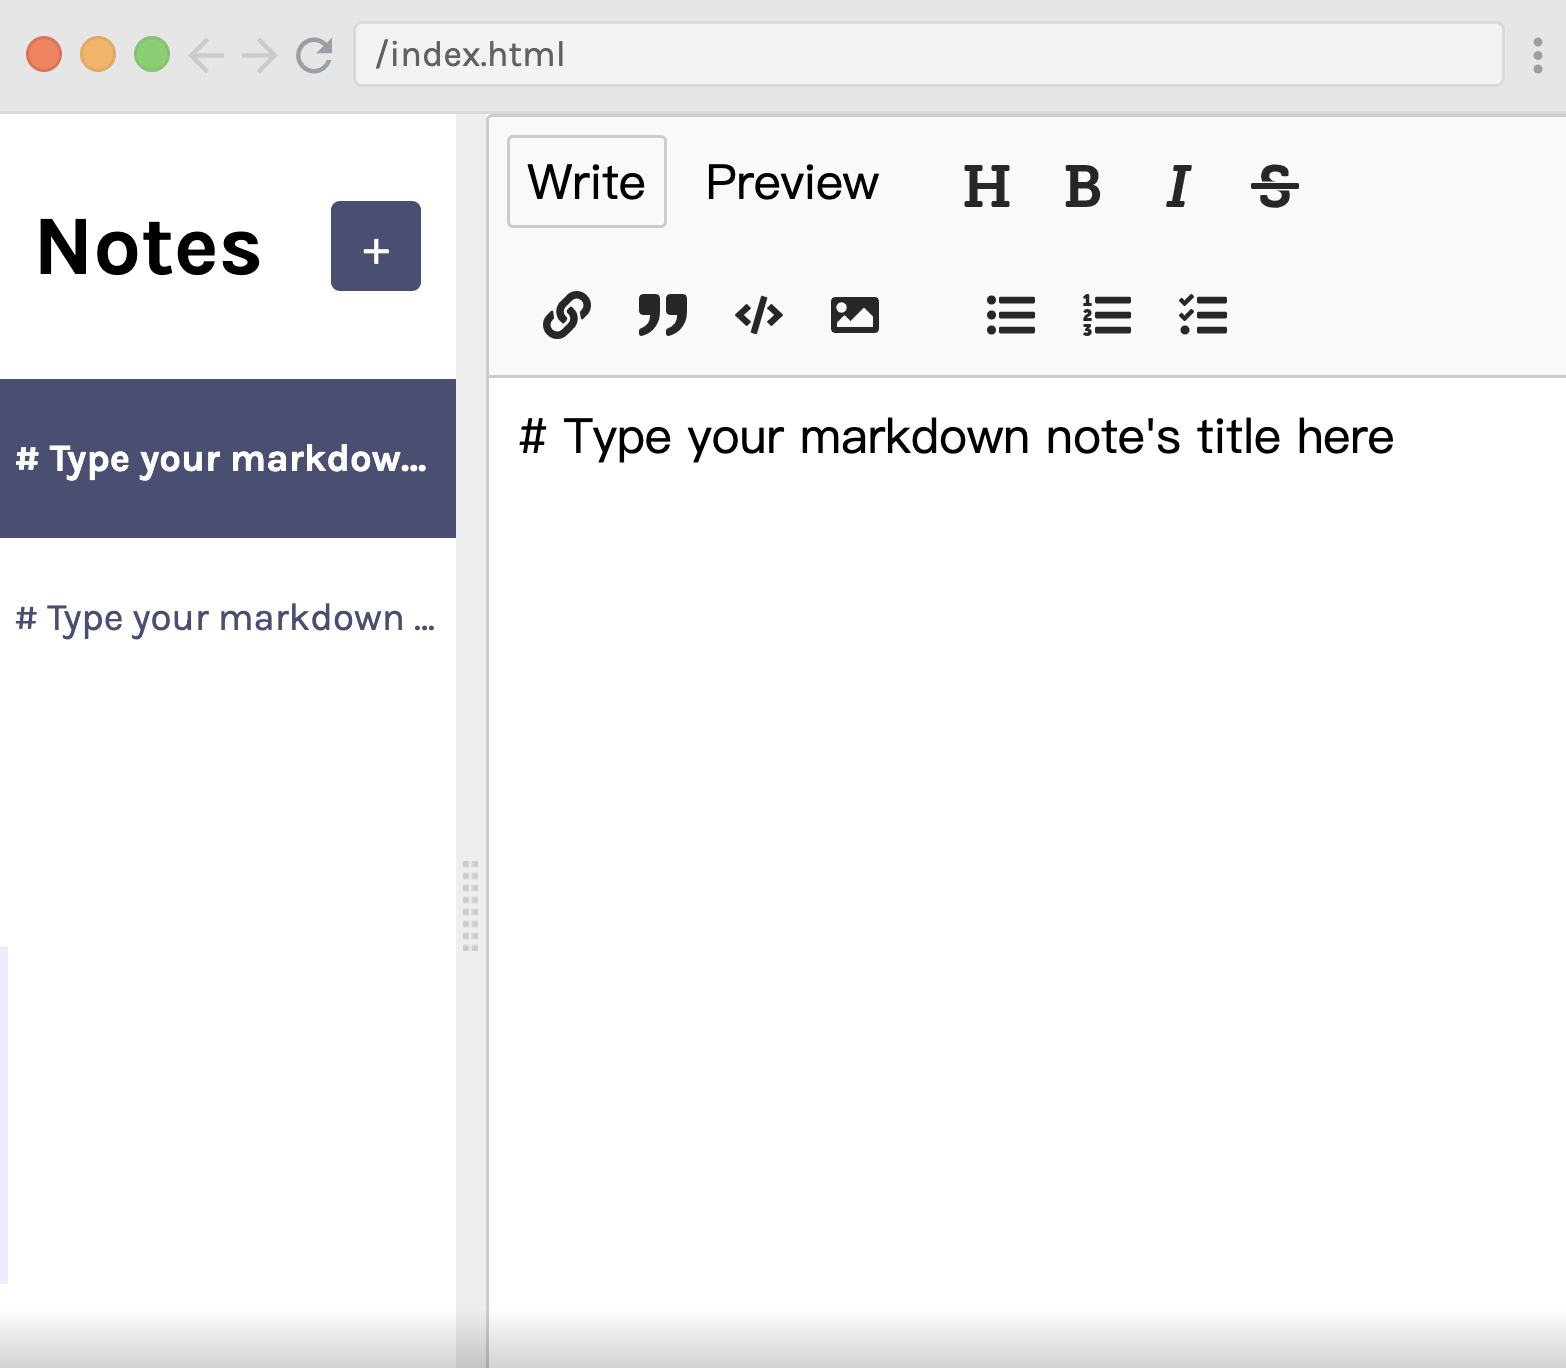 /index.html
Notes
+
# Type your markdow...
# Type your markdown ...
Write
Preview
H B I S
# Type your markdown note's title here